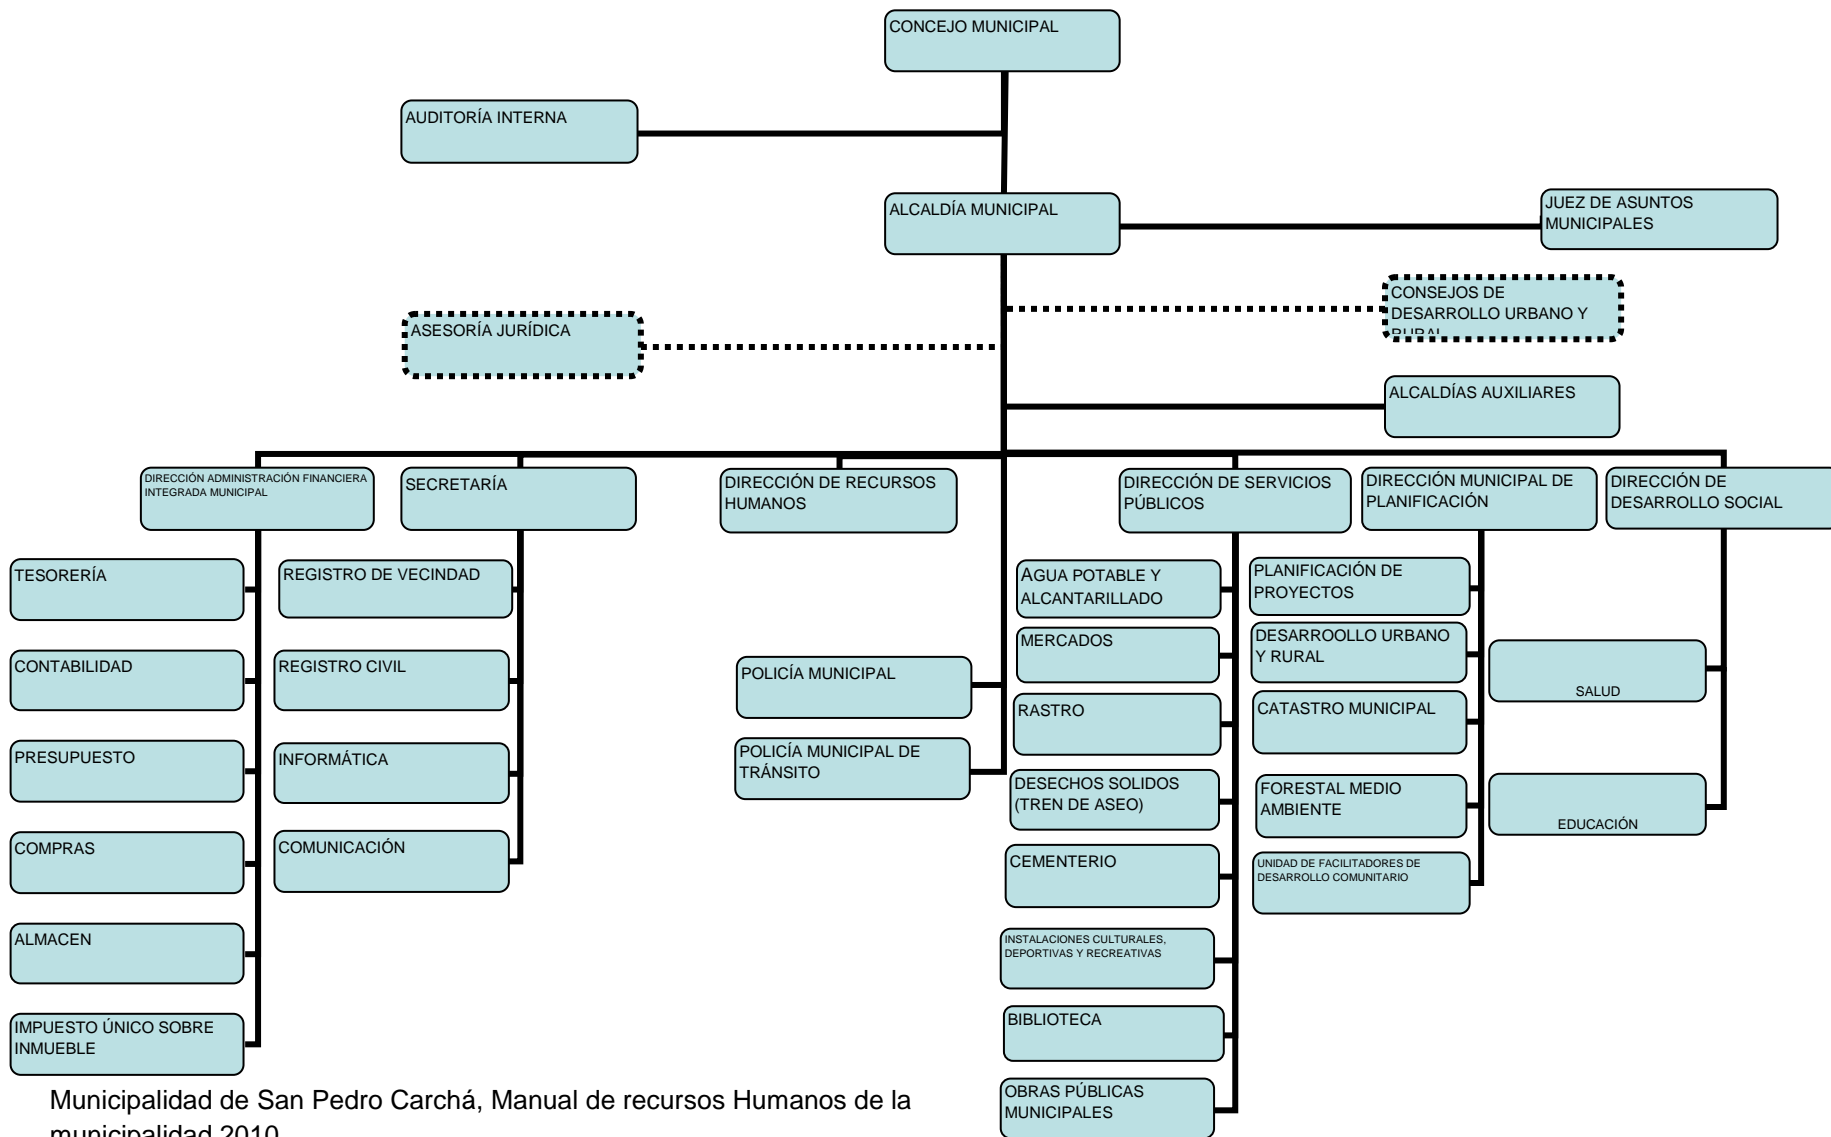 CONCEJO MUNICIPAL
AUDITORÍA INTERNA
ALCALDÍA MUNICIPAL
JUEZ DE ASUNTOS
MUNICIPALES
CONSEJOS DE
DESARROLLO URBANO Y
RURAL
ASESORÍA JURÍDICA
ALCALDÍAS AUXILIARES
DIRECCIÓN ADMINISTRACIÓN FINANCIERA
INTEGRADA MUNICIPAL
SECRETARÍA
DIRECCIÓN DE RECURSOS
HUMANOS
DIRECCIÓN DE SERVICIOS
PÚBLICOS
DIRECCIÓN MUNICIPAL DE
PLANIFICACIÓN
DIRECCIÓN DE
DESARROLLO SOCIAL
TESORERÍA
CONTABILIDAD
PRESUPUESTO
COMPRAS
ALMACEN
IMPUESTO ÚNICO SOBRE
INMUEBLE
REGISTRO DE VECINDAD
REGISTRO CIVIL
INFORMÁTICA
COMUNICACIÓN
POLICÍA MUNICIPAL
POLICÍA MUNICIPAL DE
TRÁNSITO
AGUA POTABLE Y
ALCANTARILLADO
MERCADOS
RASTRO
DESECHOS SOLIDOS
(TREN DE ASEO)
CEMENTERIO
INSTALACIONES CULTURALES,
DEPORTIVAS Y RECREATIVAS
BIBLIOTECA
OBRAS PÚBLICAS
MUNICIPALES
PLANIFICACIÓN DE
PROYECTOS
DESARROOLLO URBANO
Y RURAL
CATASTRO MUNICIPAL
FORESTAL MEDIO
AMBIENTE
UNIDAD DE FACILITADORES DE
DESARROLLO COMUNITARIO
SALUD
EDUCACIÓN
Municipalidad de San Pedro Carchá, Manual de recursos Humanos de la
municipalidad 2010